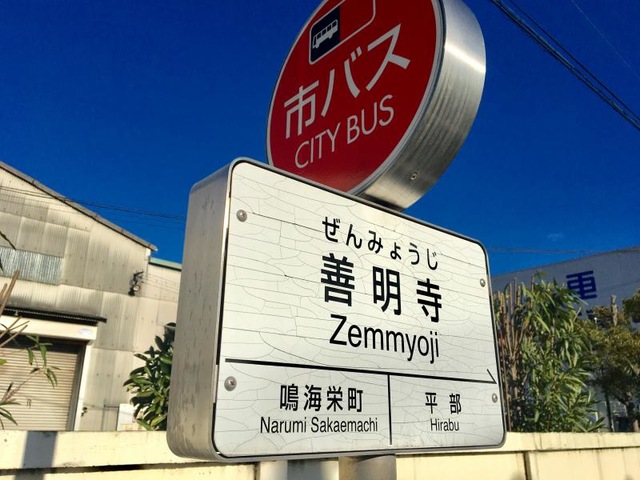 市バス
CITY BUS
ぜんみょうじ
善明寺
Zemmyoji
鳴海栄町
Narumi Sakaemachi
平部
Hirabu
重